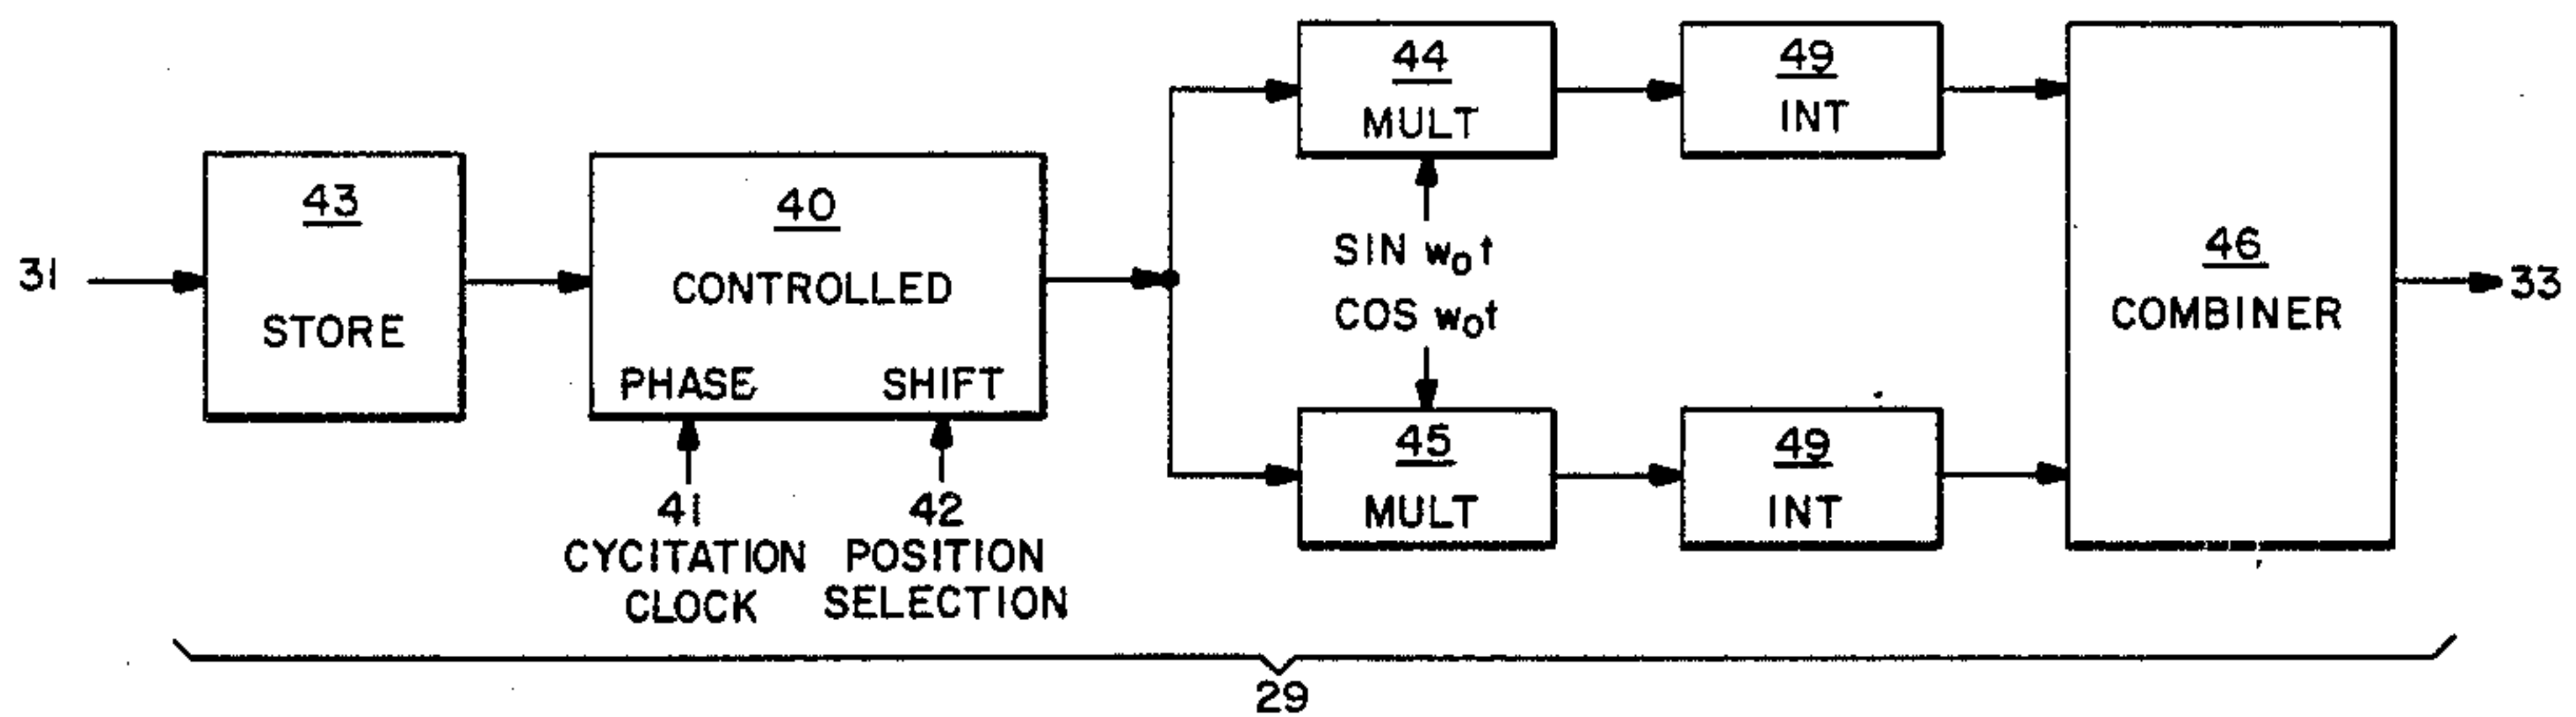 31
43
STORE
40
CONTROLLED
PHASE SHIFT
41
CYCITATION
CLOCK
42
POSITION
SELECTION
44
MULT
SIN w₀t
COS w₀t
45
MULT
49
INT
49
INT
46
COMBINER
33
29